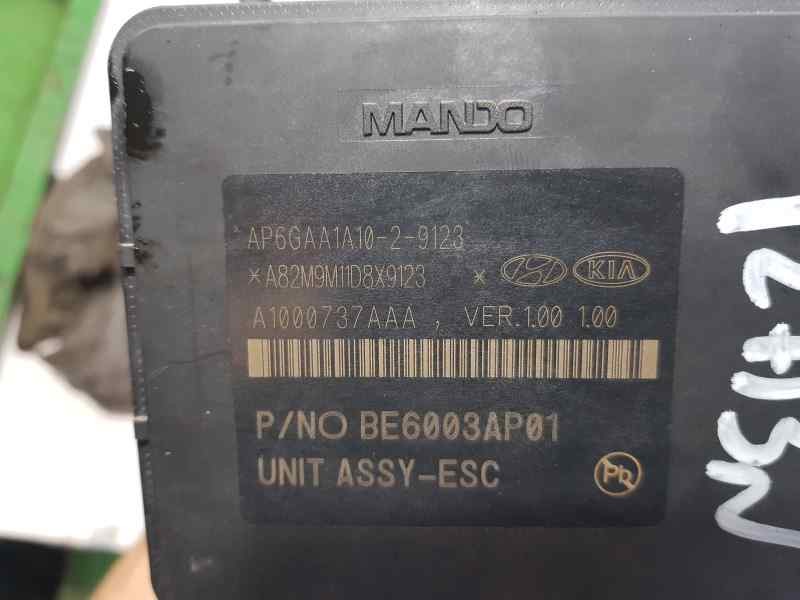 MANDO
AP6GAA1A10-2-9123
*A82M9M11D8X9123 *
KIA
A1000737AAA , VER.1.00 1.00
P/NO BE6003AP01
UNIT ASSY-ESC
Pb